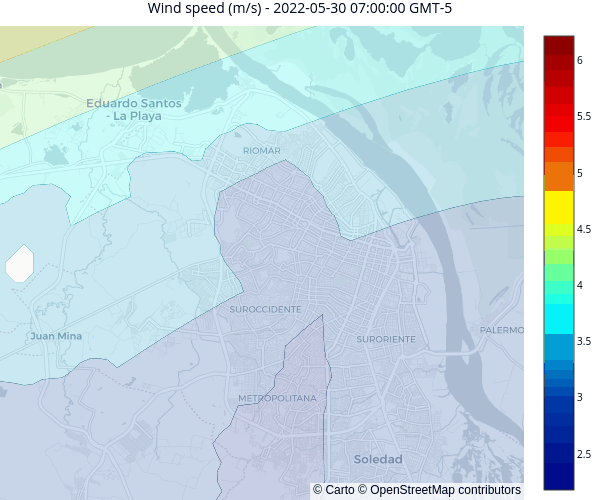 Wind speed (m/s) - 2022-05-30 07:00:00 GMT-5
6
Eduardo Santos
- La Playa
5.5
RIOMAR
5
4.5
4
SUROCCIDENTE
Juan Mina
SURORIENTE
PALERMO
3.5
METROPOLITANA
3
Soledad
2.5
© Carto © OpenStreetMap contributors